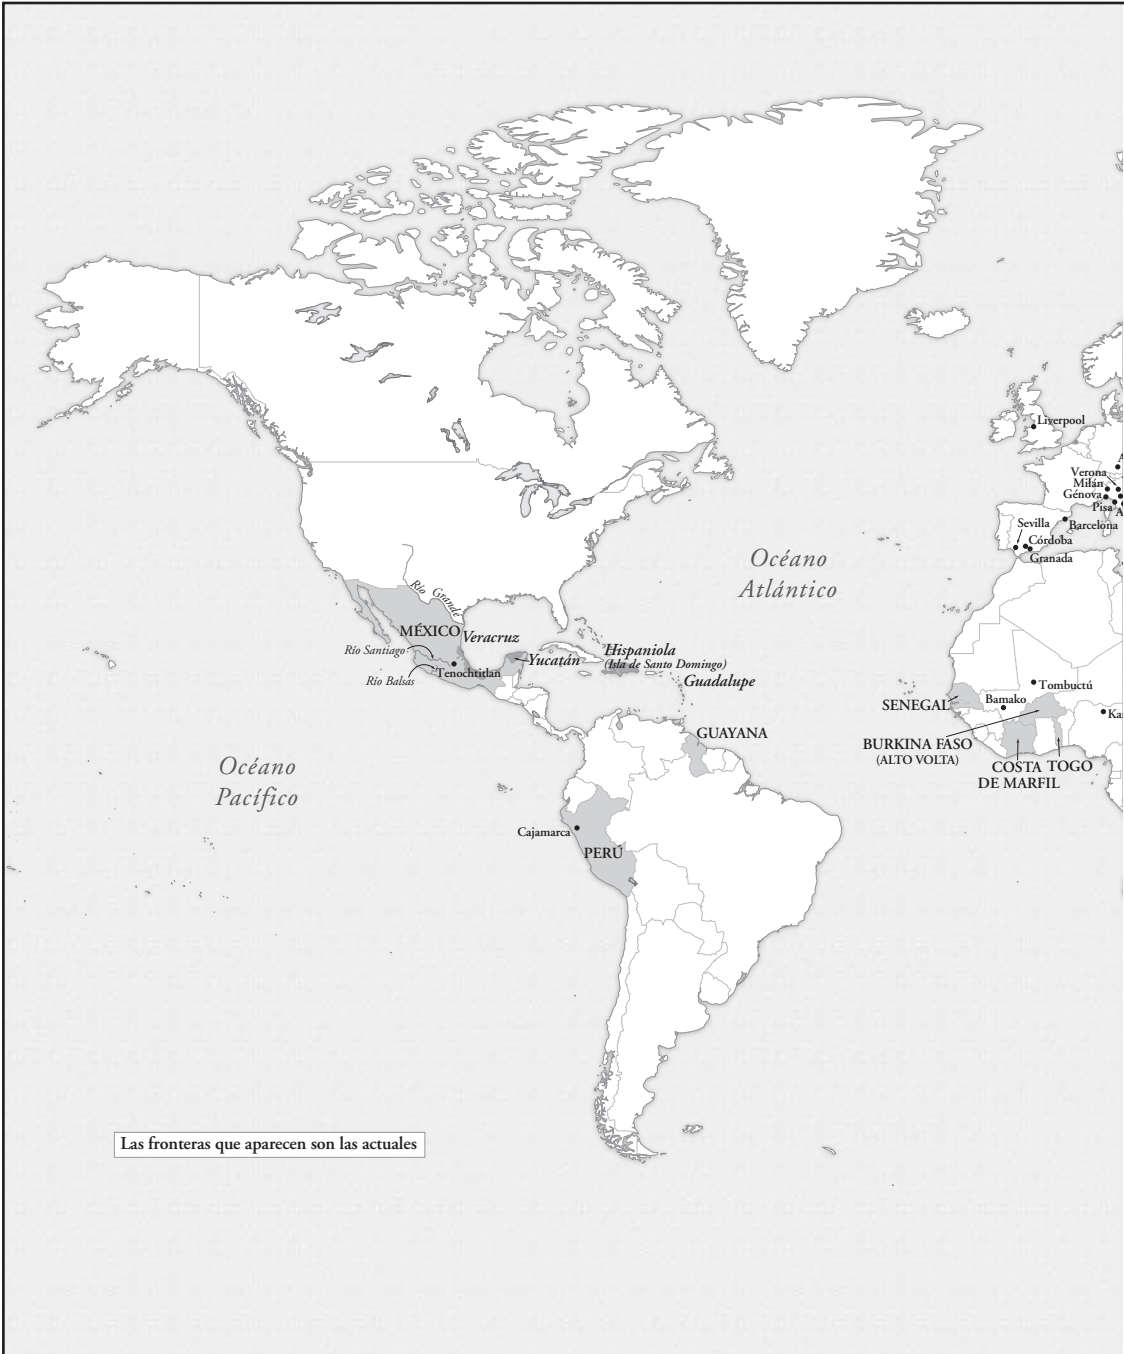 Liverpool
Verona
Milán
Génova
Pisa
Barcelona
Sevilla
Córdoba
Granada
Océano
Atlántico
Río Grande
MÉXICO
Veracruz
Río Santiago
Yucatán
Hispaniola
(Isla de Santo Domingo)
Tenochtitlan
Río Balsas
Guadalupe
Tombuctú
SENEGAL
Bamako
GUAYANA
BURKINA FASO
(ALTO VOLTA)
COSTA
DE MARFIL
TOGO
Océano
Pacífico
Cajamarca
PERÚ
Las fronteras que aparecen son las actuales